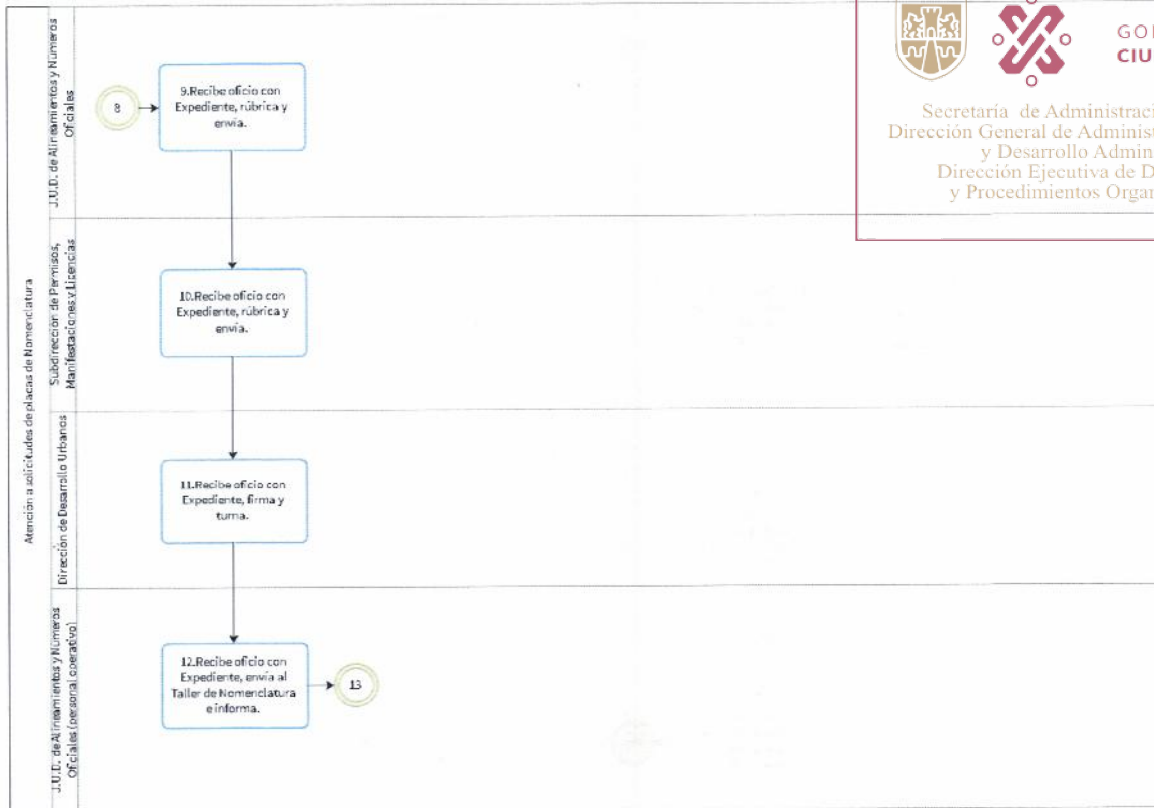 GO
CIU
Secretaría de Administraci
Dirección General de Administ
y Desarrollo Admin
Dirección Ejecutiva de D
y Procedimientos Organ
Atención a solicitudes de placas de Nomenclatura
J.U.D. de Alineamientos y Números
Oficiales
8
9.Recibe oficio con
Expediente, rúbrica y
envía.
Subdirección de Permisos,
Manifestaciones y Licencias
10.Recibe oficio con
Expediente, rúbrica y
envía.
Dirección de Desarrollo Urbanos
11.Recibe oficio con
Expediente, firma y
turna.
J.U.D. de Alineamientos y Números
Oficiales (personal operativo)
12.Recibe oficio con
Expediente, envía al
Taller de Nomenclatura
e informa.
13